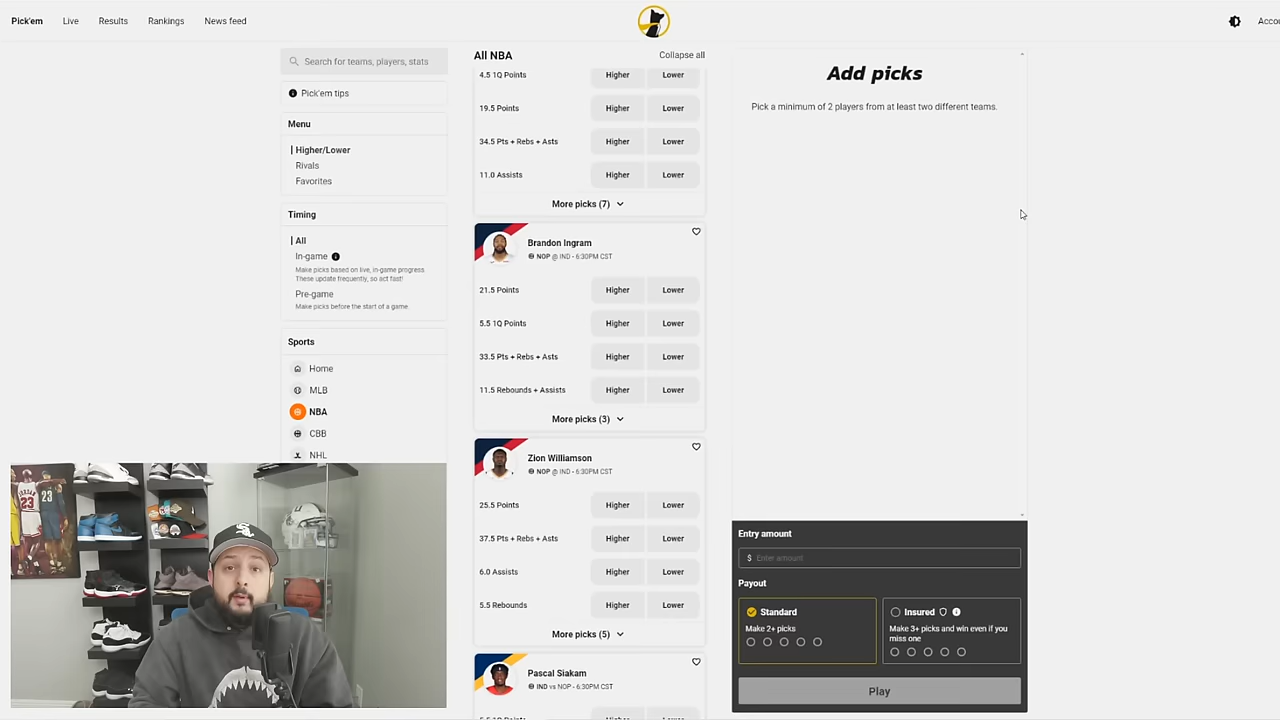 Pick'em
Live
Results
Rankings
News feed
Accou
Search for teams, players, stats
Pick'em tips
Menu
Higher/Lower
Rivals
Favorites
Timing
All
In-game
Make picks based on live, in-game progress
These update frequently, so act fast!
Pre-game
Make picks before the start of a game.
Sports
Home
MLB
NBA
CBB
NHL
All NBA
Collapse all
4.5 1Q Points Higher Lower
19.5 Points Higher Lower
34.5 Pts + Rebs + Asts Higher Lower
11.0 Assists Higher Lower
More picks (7)
Brandon Ingram
NOP @ IND - 6:30PM CST
21.5 Points Higher Lower
5.5 1Q Points Higher Lower
33.5 Pts + Rebs + Asts Higher Lower
11.5 Rebounds + Assists Higher Lower
More picks (3)
Zion Williamson
NOP @ IND - 6:30PM CST
25.5 Points Higher Lower
37.5 Pts + Rebs + Asts Higher Lower
6.0 Assists Higher Lower
5.5 Rebounds Higher Lower
More picks (5)
Pascal Siakam
IND vs NOP - 6:30PM CST
Add picks
Pick a minimum of 2 players from at least two different teams.
Entry amount
$ Enter amount
Payout
Standard
Make 2+ picks
Insured
Make 3+ picks and win even if you
miss one
Play
23
23